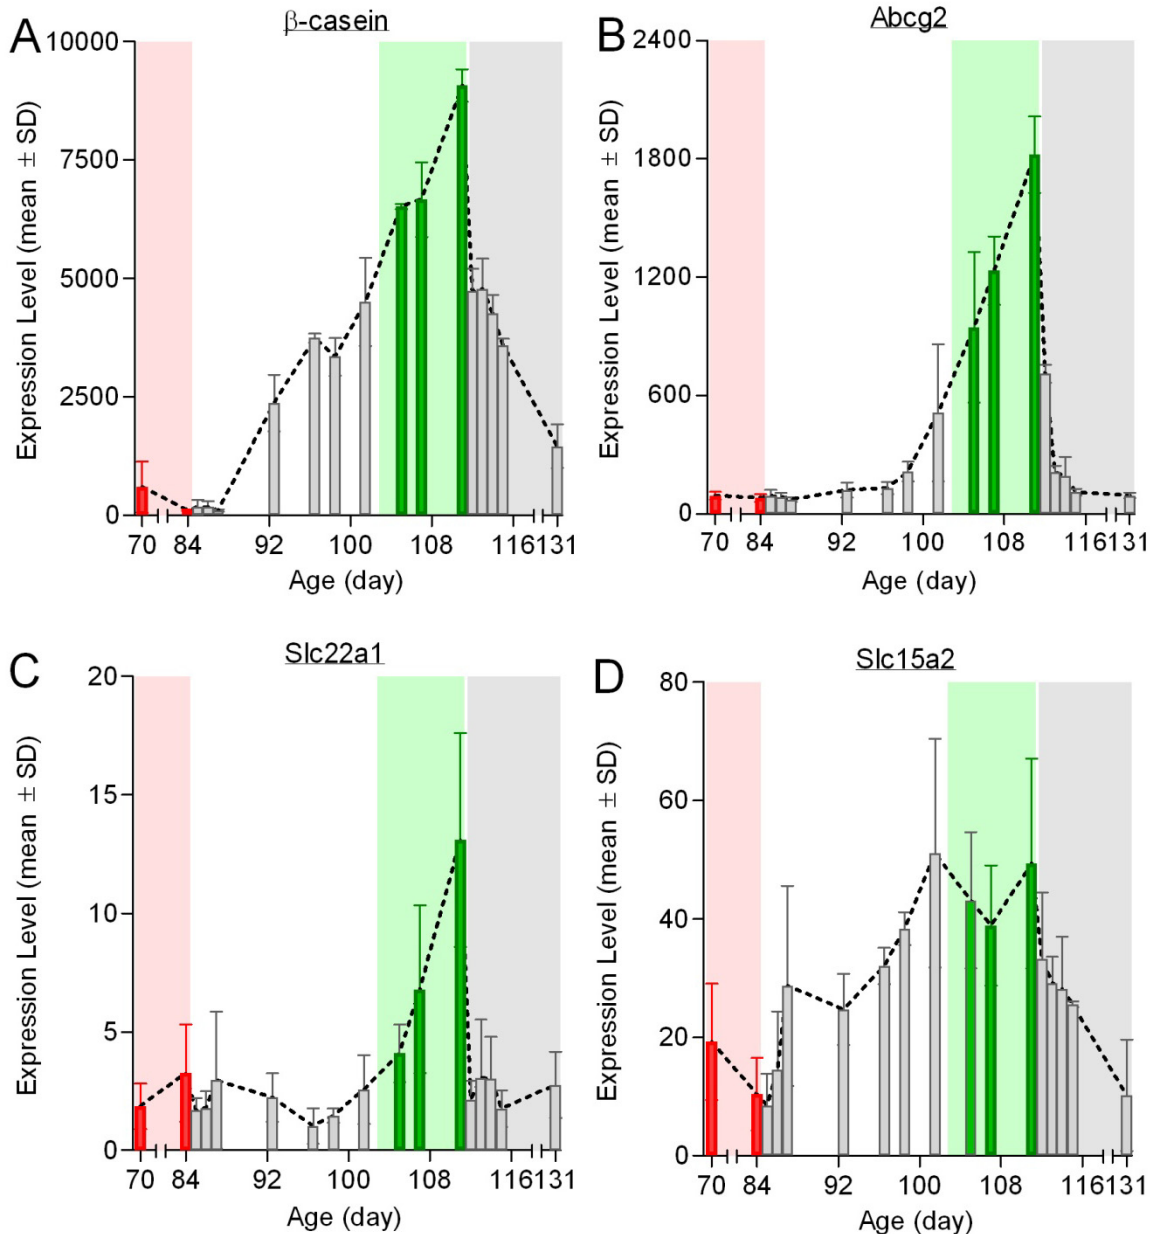 A
β-casein
Expression Level (mean ± SD)
10000
7500
5000
2500
0
70 84 92 100 108 116131
Age (day)
B
Abcg2
Expression Level (mean ± SD)
2400
1800
1200
600
0
70 84 92 100 108 116131
Age (day)
C
Slc22a1
Expression Level (mean ± SD)
20
15
10
5
0
70 84 92 100 108 116131
Age (day)
D
Slc15a2
Expression Level (mean ± SD)
80
60
40
20
0
70 84 92 100 108 116131
Age (day)